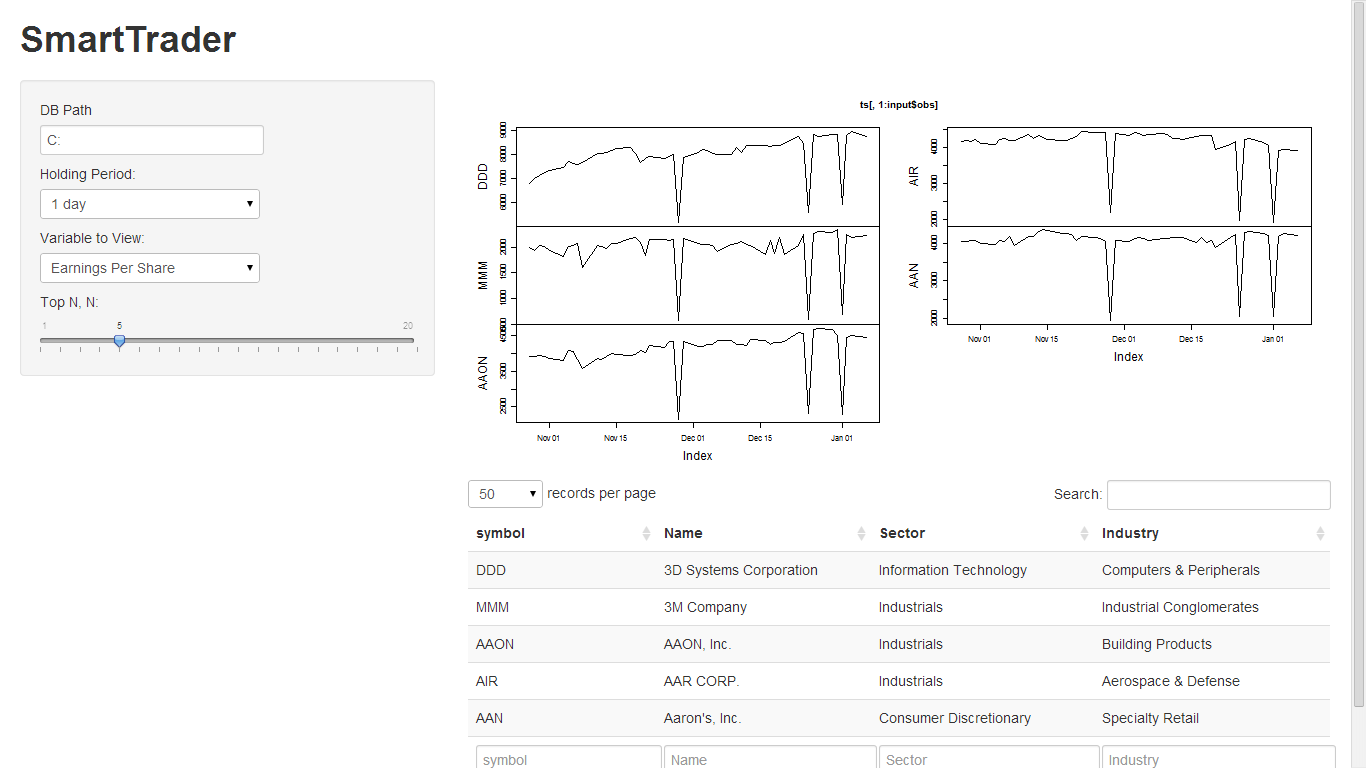 SmartTrader
DB Path
C:
Holding Period:
1 day
Variable to View:
Earnings Per Share
Top N, N:
1 5 20
ts[, 1:input$obs]
DDD
6000 7000 8000 9000
MMM
1000 1500 2000
AAON
2500 3500 4500
Nov 01 Nov 15 Dec 01 Dec 15 Jan 01
Index
AIR
2000 3000 4000
AAN
2000 3000 4000
Nov 01 Nov 15 Dec 01 Dec 15 Jan 01
Index
50 records per page
Search:
symbol Name Sector Industry
DDD 3D Systems Corporation Information Technology Computers & Peripherals
MMM 3M Company Industrials Industrial Conglomerates
AAON AAON, Inc. Industrials Building Products
AIR AAR CORP. Industrials Aerospace & Defense
AAN Aaron's, Inc. Consumer Discretionary Specialty Retail
symbol Name Sector Industry